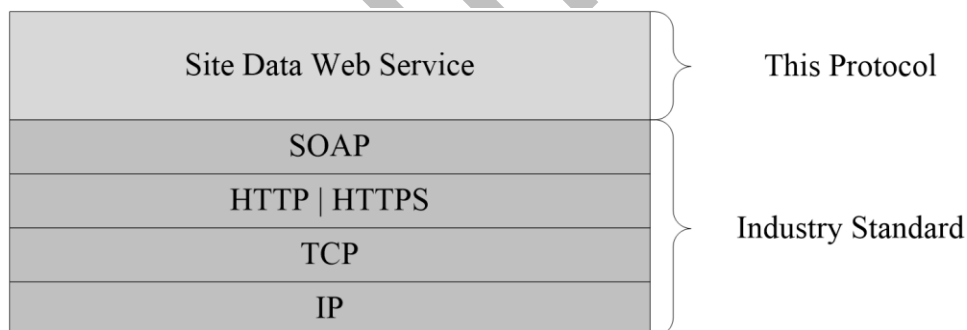 Site Data Web Service
This Protocol
SOAP
HTTP | HTTPS
Industry Standard
TCP
IP